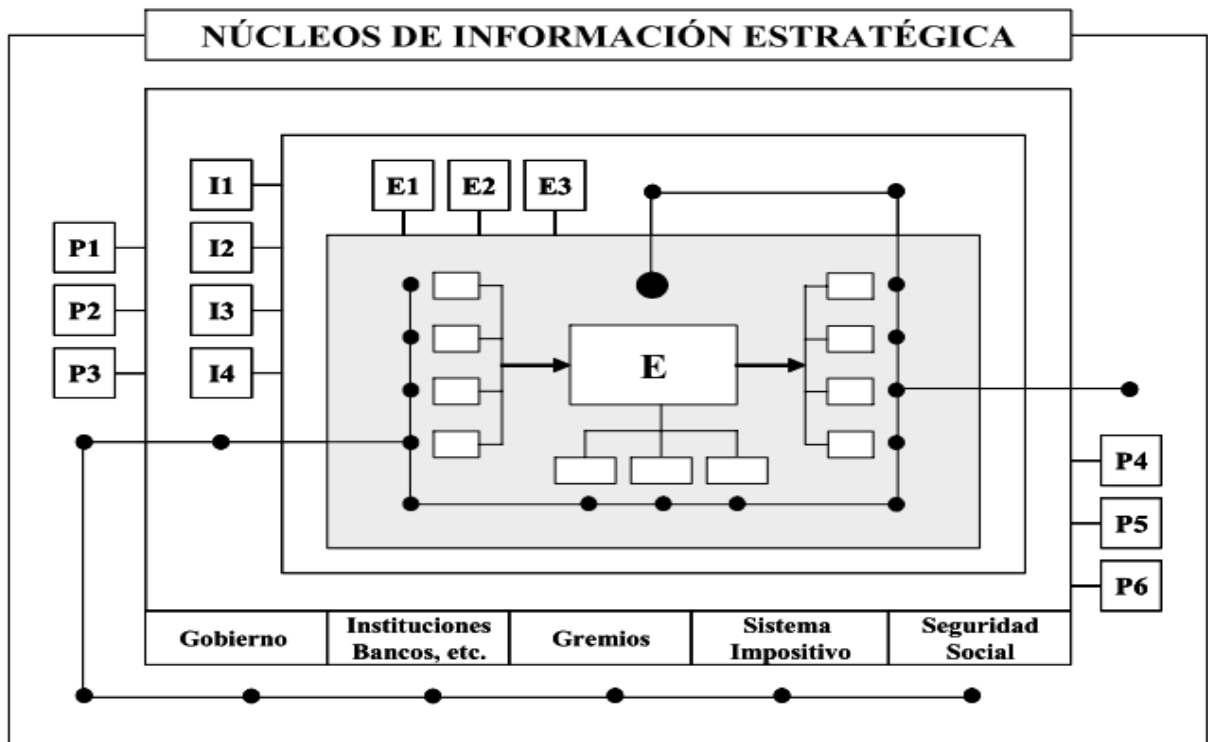 NÚCLEOS DE INFORMACIÓN ESTRATÉGICA
I1
E1
E2
E3
P1
I2
P2
I3
P3
I4
E
P4
P5
P6
Gobierno
Instituciones
Bancos, etc.
Gremios
Sistema
Impositivo
Seguridad
Social